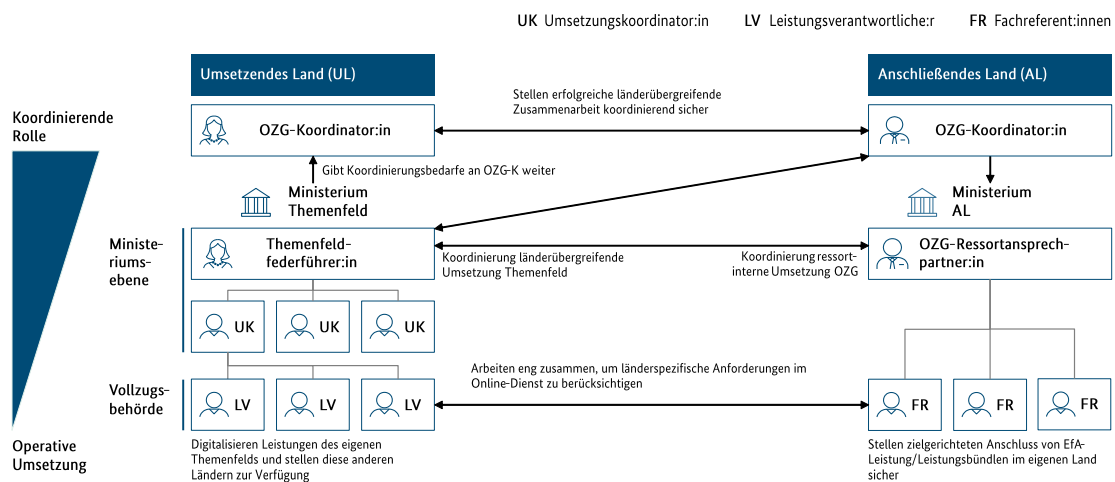 UK Umsetzungskoordinator:in LV Leistungsverantwortliche:r FR Fachreferent:innen
Umsetzendes Land (UL)
Anschließendes Land (AL)
Koordinierende
Rolle
OZG-Koordinator:in
Stellen erfolgreiche länderübergreifende
Zusammenarbeit koordinierend sicher
OZG-Koordinator:in
Gibt Koordinierungsbedarfe an OZG-K weiter
Ministerium
Themenfeld
Ministerium
AL
Ministe-
riums-
ebene
Themenfeld-
federführer:in
Koordinierung länderübergreifende
Umsetzung Themenfeld
Koordinierung ressort-
interne Umsetzung OZG
OZG-Ressortansprech-
partner:in
UK
UK
UK
Vollzugs-
behörde
LV
LV
LV
Arbeiten eng zusammen, um länderspezifische Anforderungen im
Online-Dienst zu berücksichtigen
FR
FR
FR
Operative
Umsetzung
Digitalisieren Leistungen des eigenen
Themenfelds und stellen diese anderen
Ländern zur Verfügung
Stellen zielgerichteten Anschluss von EfA-
Leistung/Leistungsbündlen im eigenen Land
sicher